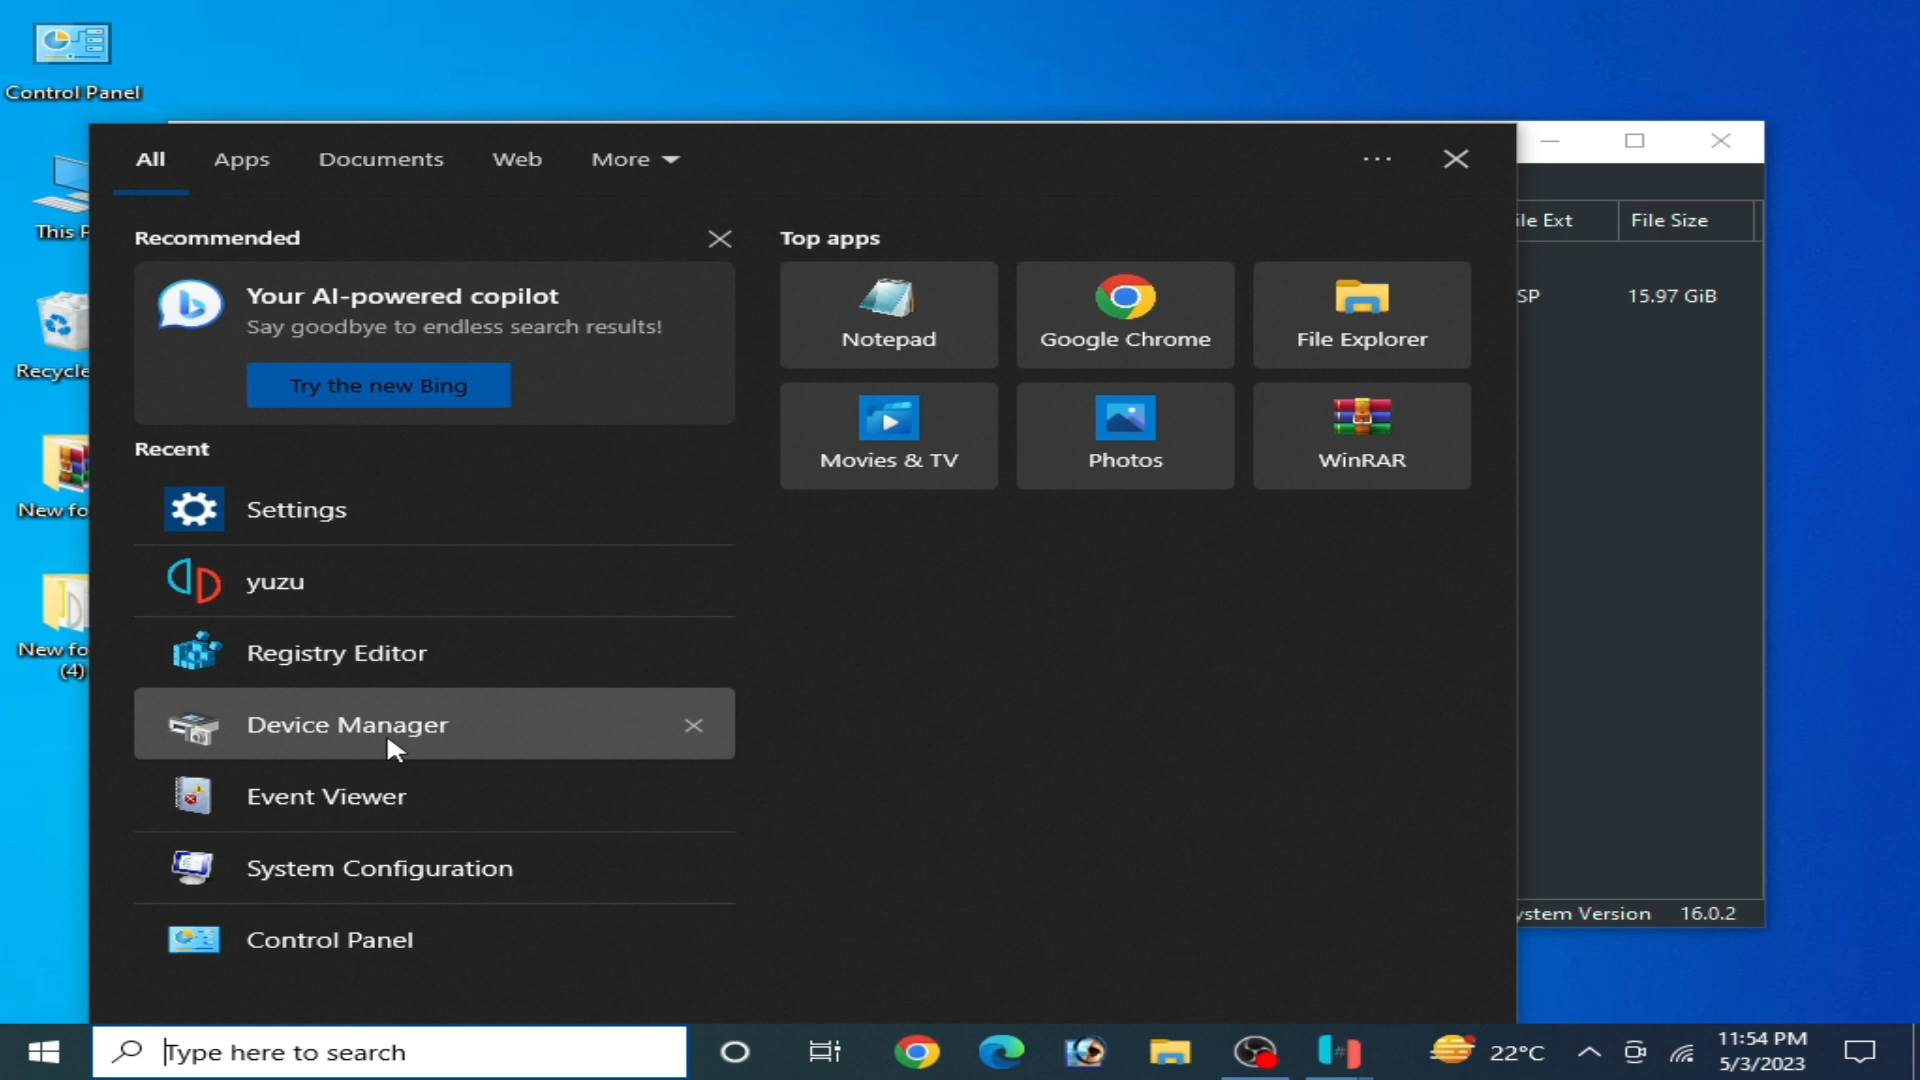 Control Panel
This P
Recycle
New fo
New fo
(4)
All
Apps
Documents
Web
More
Recommended
Your AI-powered copilot
Say goodbye to endless search results!
Try the new Bing
Recent
Settings
yuzu
Registry Editor
Device Manager
Event Viewer
System Configuration
Control Panel
Top apps
Notepad
Google Chrome
File Explorer
Movies & TV
Photos
WinRAR
ile Ext
File Size
SP
15.97 GiB
ystem Version 16.0.2
Type here to search
22°C
11:54 PM
5/3/2023